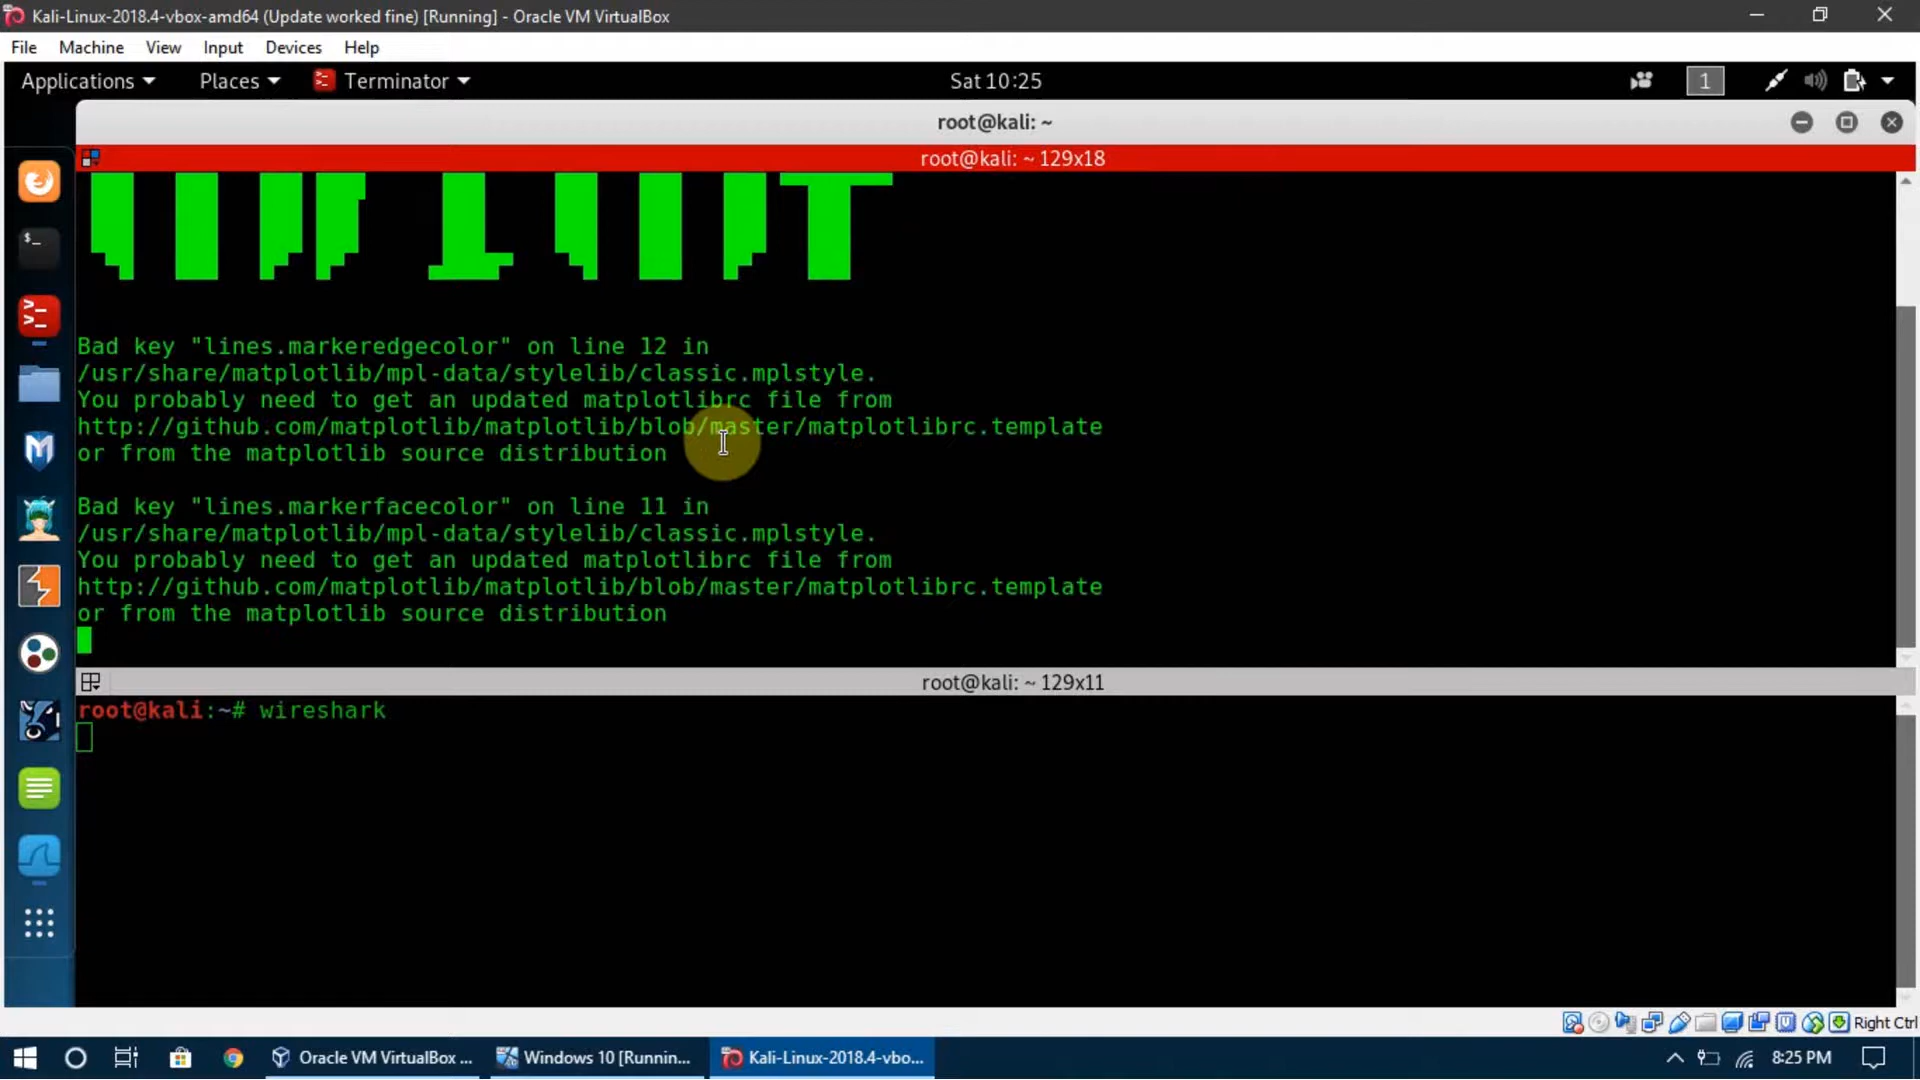 Kali-Linux-2018.4-vbox-amd64 (Update worked fine) [Running] - Oracle VM VirtualBox
File Machine View Input Devices Help
Applications Places Terminator Sat 10:25 1
root@kali: ~
root@kali: ~ 129x18
Bad key "lines.markeredgecolor" on line 12 in
/usr/share/matplotlib/mpl-data/stylelib/classic.mplstyle.
You probably need to get an updated matplotlibrc file from
http://github.com/matplotlib/matplotlib/blob/master/matplotlibrc.template
or from the matplotlib source distribution
Bad key "lines.markerfacecolor" on line 11 in
/usr/share/matplotlib/mpl-data/stylelib/classic.mplstyle.
You probably need to get an updated matplotlibrc file from
http://github.com/matplotlib/matplotlib/blob/master/matplotlibrc.template
or from the matplotlib source distribution
root@kali: ~ 129x11
root@kali:~# wireshark
Right Ctrl
Oracle VM VirtualBox ... Windows 10 [Runnin... Kali-Linux-2018.4-vbo... 8:25 PM